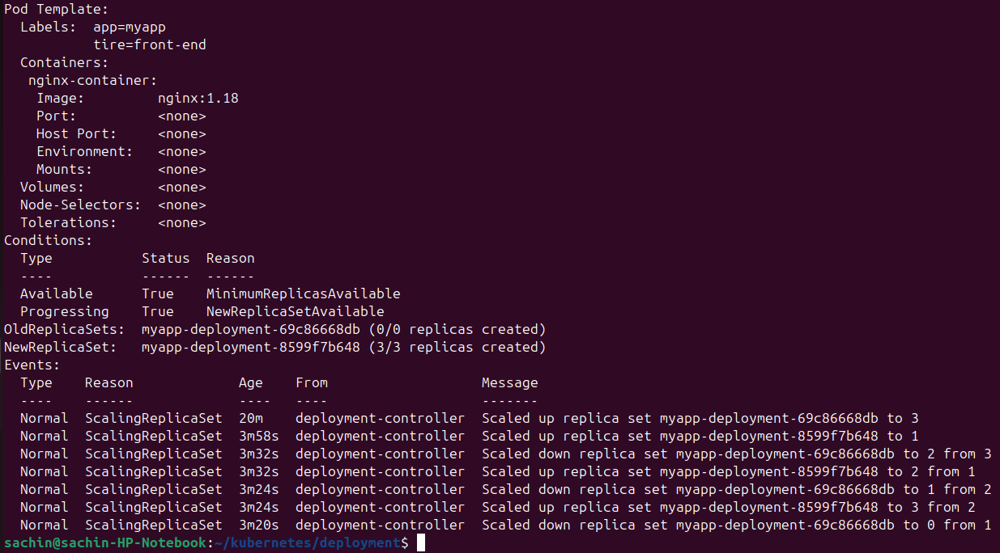 Pod Template:
  Labels:  app=myapp
           tire=front-end
  Containers:
   nginx-container:
    Image:         nginx:1.18
    Port:          <none>
    Host Port:     <none>
    Environment:   <none>
    Mounts:        <none>
  Volumes:         <none>
  Node-Selectors:  <none>
  Tolerations:     <none>
Conditions:
  Type           Status  Reason
  ----           ------  ------
  Available      True    MinimumReplicasAvailable
  Progressing    True    NewReplicaSetAvailable
OldReplicaSets:  myapp-deployment-69c86668db (0/0 replicas created)
NewReplicaSet:   myapp-deployment-8599f7b648 (3/3 replicas created)
Events:
  Type    Reason             Age    From                   Message
  ----    ------             ----   ----                   -------
  Normal  ScalingReplicaSet  20m    deployment-controller  Scaled up replica set myapp-deployment-69c86668db to 3
  Normal  ScalingReplicaSet  3m58s  deployment-controller  Scaled up replica set myapp-deployment-8599f7b648 to 1
  Normal  ScalingReplicaSet  3m32s  deployment-controller  Scaled down replica set myapp-deployment-69c86668db to 2 from 3
  Normal  ScalingReplicaSet  3m32s  deployment-controller  Scaled up replica set myapp-deployment-8599f7b648 to 2 from 1
  Normal  ScalingReplicaSet  3m24s  deployment-controller  Scaled down replica set myapp-deployment-69c86668db to 1 from 2
  Normal  ScalingReplicaSet  3m24s  deployment-controller  Scaled up replica set myapp-deployment-8599f7b648 to 3 from 2
  Normal  ScalingReplicaSet  3m20s  deployment-controller  Scaled down replica set myapp-deployment-69c86668db to 0 from 1
sachin@sachin-HP-Notebook:~/kubernetes/deployment$